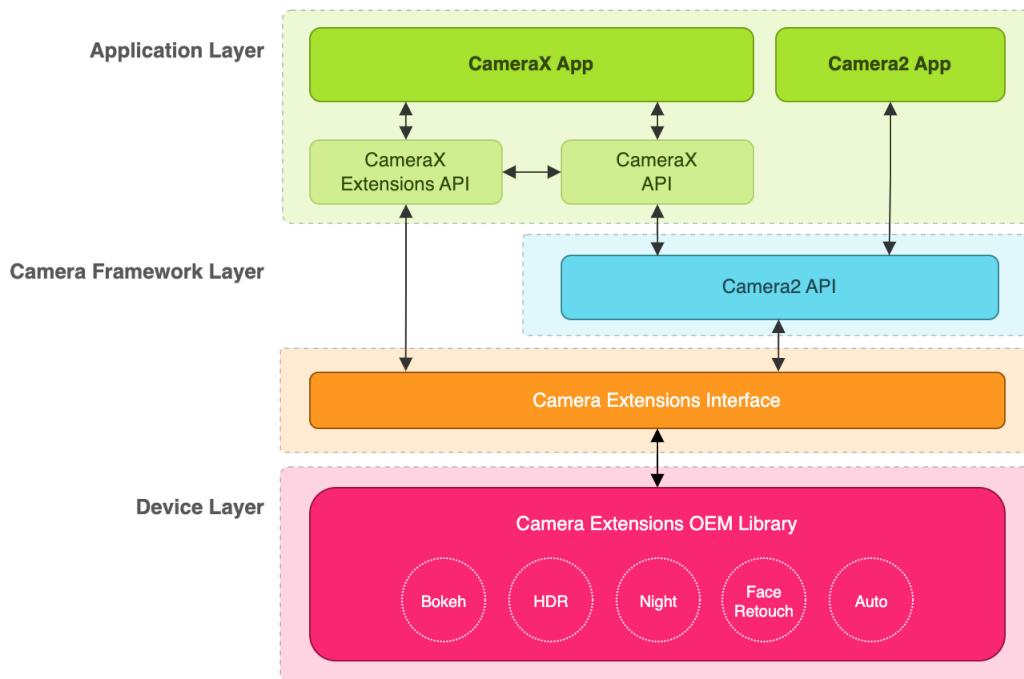 Application Layer
CameraX App
Camera2 App
CameraX
Extensions API
CameraX
API
Camera Framework Layer
Camera2 API
Camera Extensions Interface
Device Layer
Camera Extensions OEM Library
Bokeh
HDR
Night
Face
Retouch
Auto